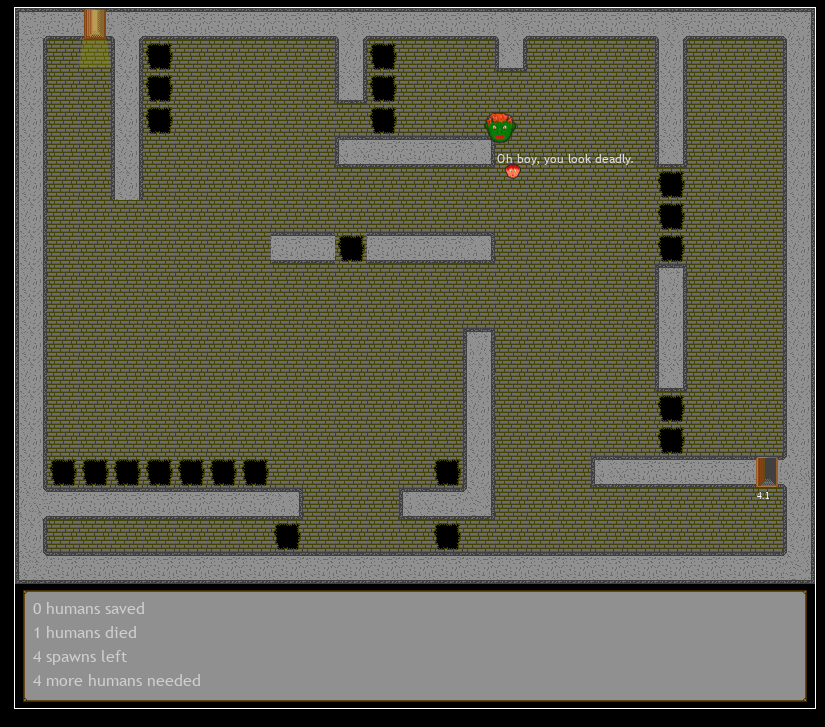 Oh boy, you look deadly.
4.1
0 humans saved
1 humans died
4 spawns left
4 more humans needed